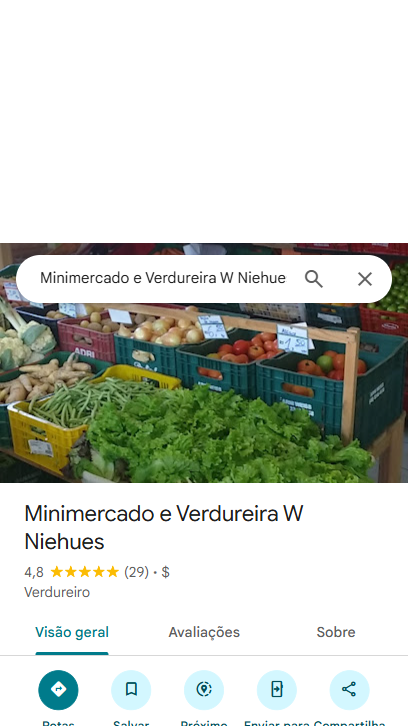 Minimercado e Verdureira W Niehue
ADRI
Minimercado e Verdureira W
Niehues
4,8 ★★★★★ (29) · $
Verdureiro
Visão geral
Avaliações
Sobre
Rotas
Salvar
Próximo
Enviar para
Compartilha